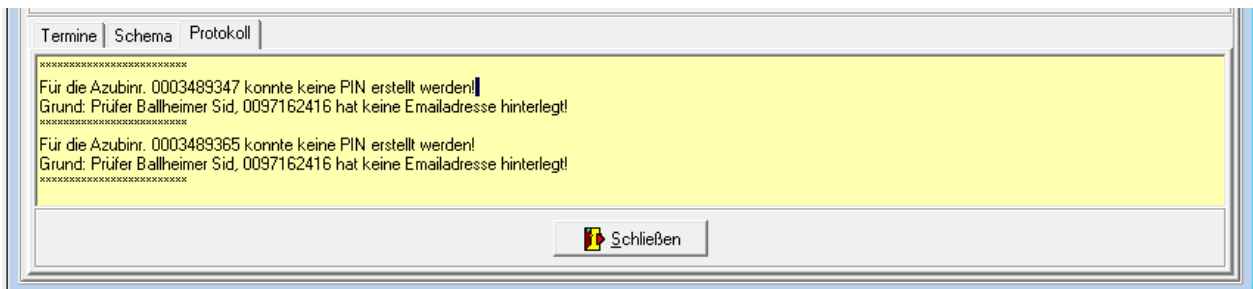 Termine Schema Protokoll
************************
Für die Azubinr. 0003489347 konnte keine PIN erstellt werden!
Grund: Prüfer Ballheimer Sid, 0097162416 hat keine Emailadresse hinterlegt!
************************
Für die Azubinr. 0003489365 konnte keine PIN erstellt werden!
Grund: Prüfer Ballheimer Sid, 0097162416 hat keine Emailadresse hinterlegt!
************************
Schließen